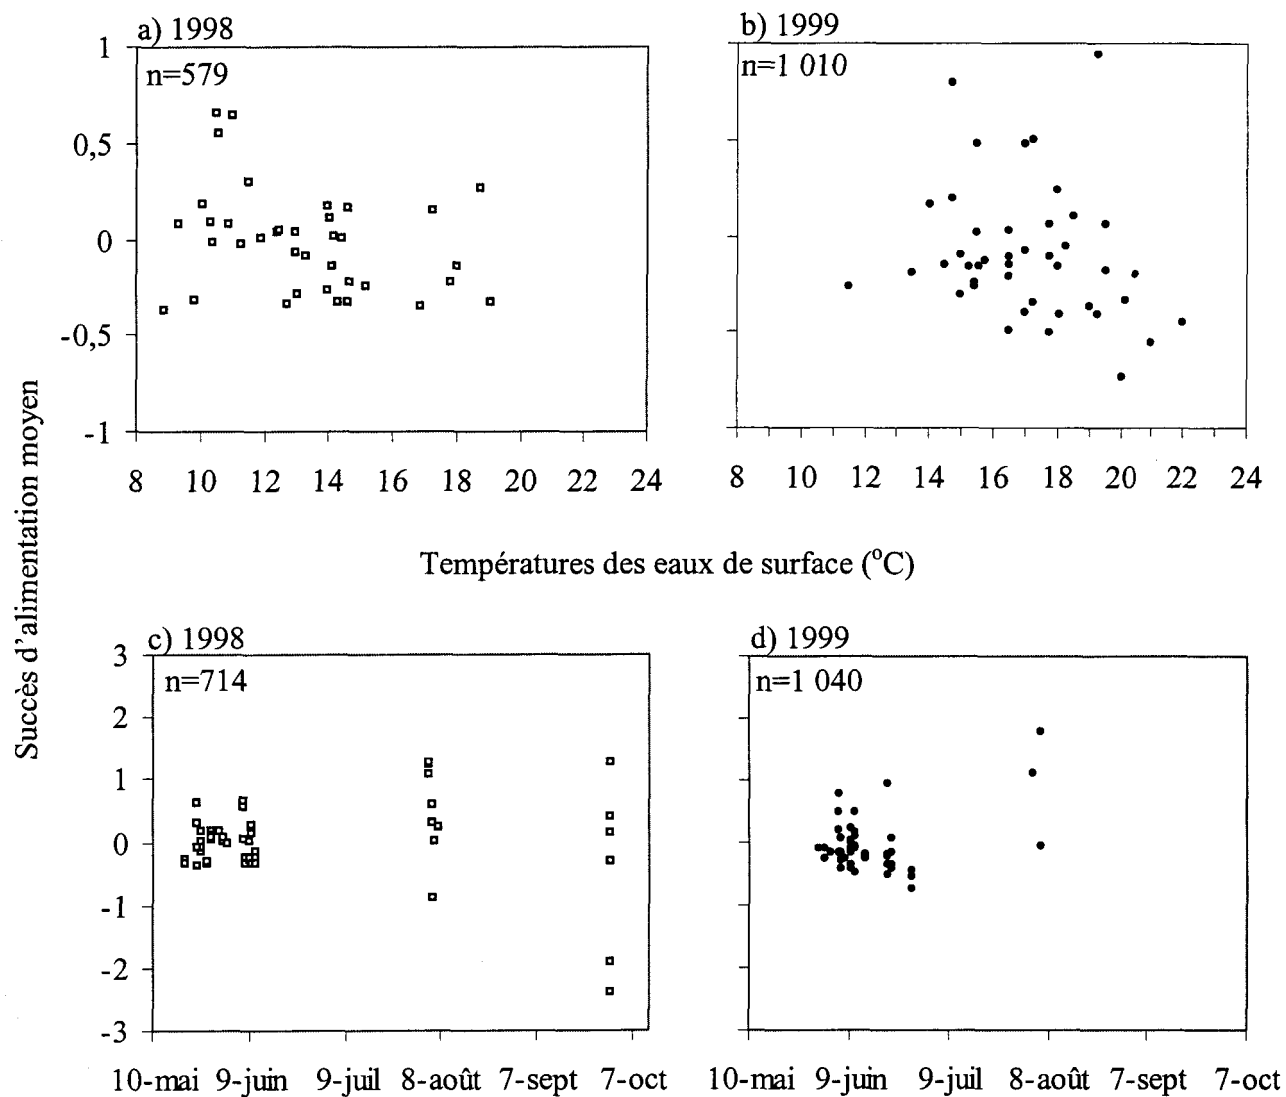 a) 1998
n=579
1
0,5
0
-0,5
-1
8 10 12 14 16 18 20 22 24
b) 1999
n=1 010
8 10 12 14 16 18 20 22 24
Températures des eaux de surface (°C)
Succès d'alimentation moyen
c) 1998
n=714
3
2
1
0
-1
-2
-3
10-mai 9-juin 9-juil 8-août 7-sept 7-oct
d) 1999
n=1 040
10-mai 9-juin 9-juil 8-août 7-sept 7-oct